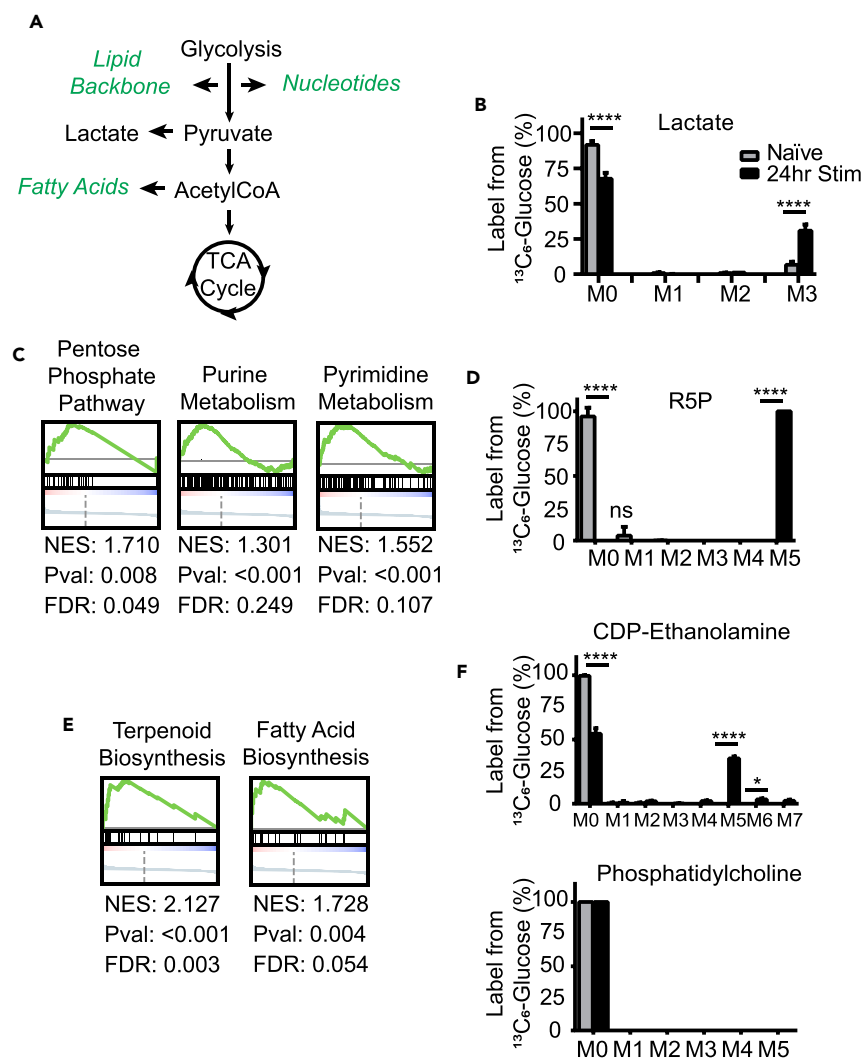 A
Glycolysis
Lipid
Backbone
Nucleotides
Lactate
Pyruvate
Fatty Acids
AcetylCoA
TCA
Cycle
B
Lactate
Label from
¹³C₆-Glucose (%)
100
75
50
25
0
****
****
Naïve
24hr Stim
M0 M1 M2 M3
C
Pentose
Phosphate
Pathway
NES: 1.710
Pval: 0.008
FDR: 0.049
Purine
Metabolism
NES: 1.301
Pval: <0.001
FDR: 0.249
Pyrimidine
Metabolism
NES: 1.552
Pval: <0.001
FDR: 0.107
D
R5P
Label from
¹³C₆-Glucose (%)
100
75
50
25
0
****
ns
****
M0 M1 M2 M3 M4 M5
E
Terpenoid
Biosynthesis
NES: 2.127
Pval: <0.001
FDR: 0.003
Fatty Acid
Biosynthesis
NES: 1.728
Pval: 0.004
FDR: 0.054
F
CDP-Ethanolamine
Label from
¹³C₆-Glucose (%)
100
75
50
25
0
****
****
*
M0 M1 M2 M3 M4 M5 M6 M7
Phosphatidylcholine
Label from
¹³C₆-Glucose (%)
100
75
50
25
0
M0 M1 M2 M3 M4 M5